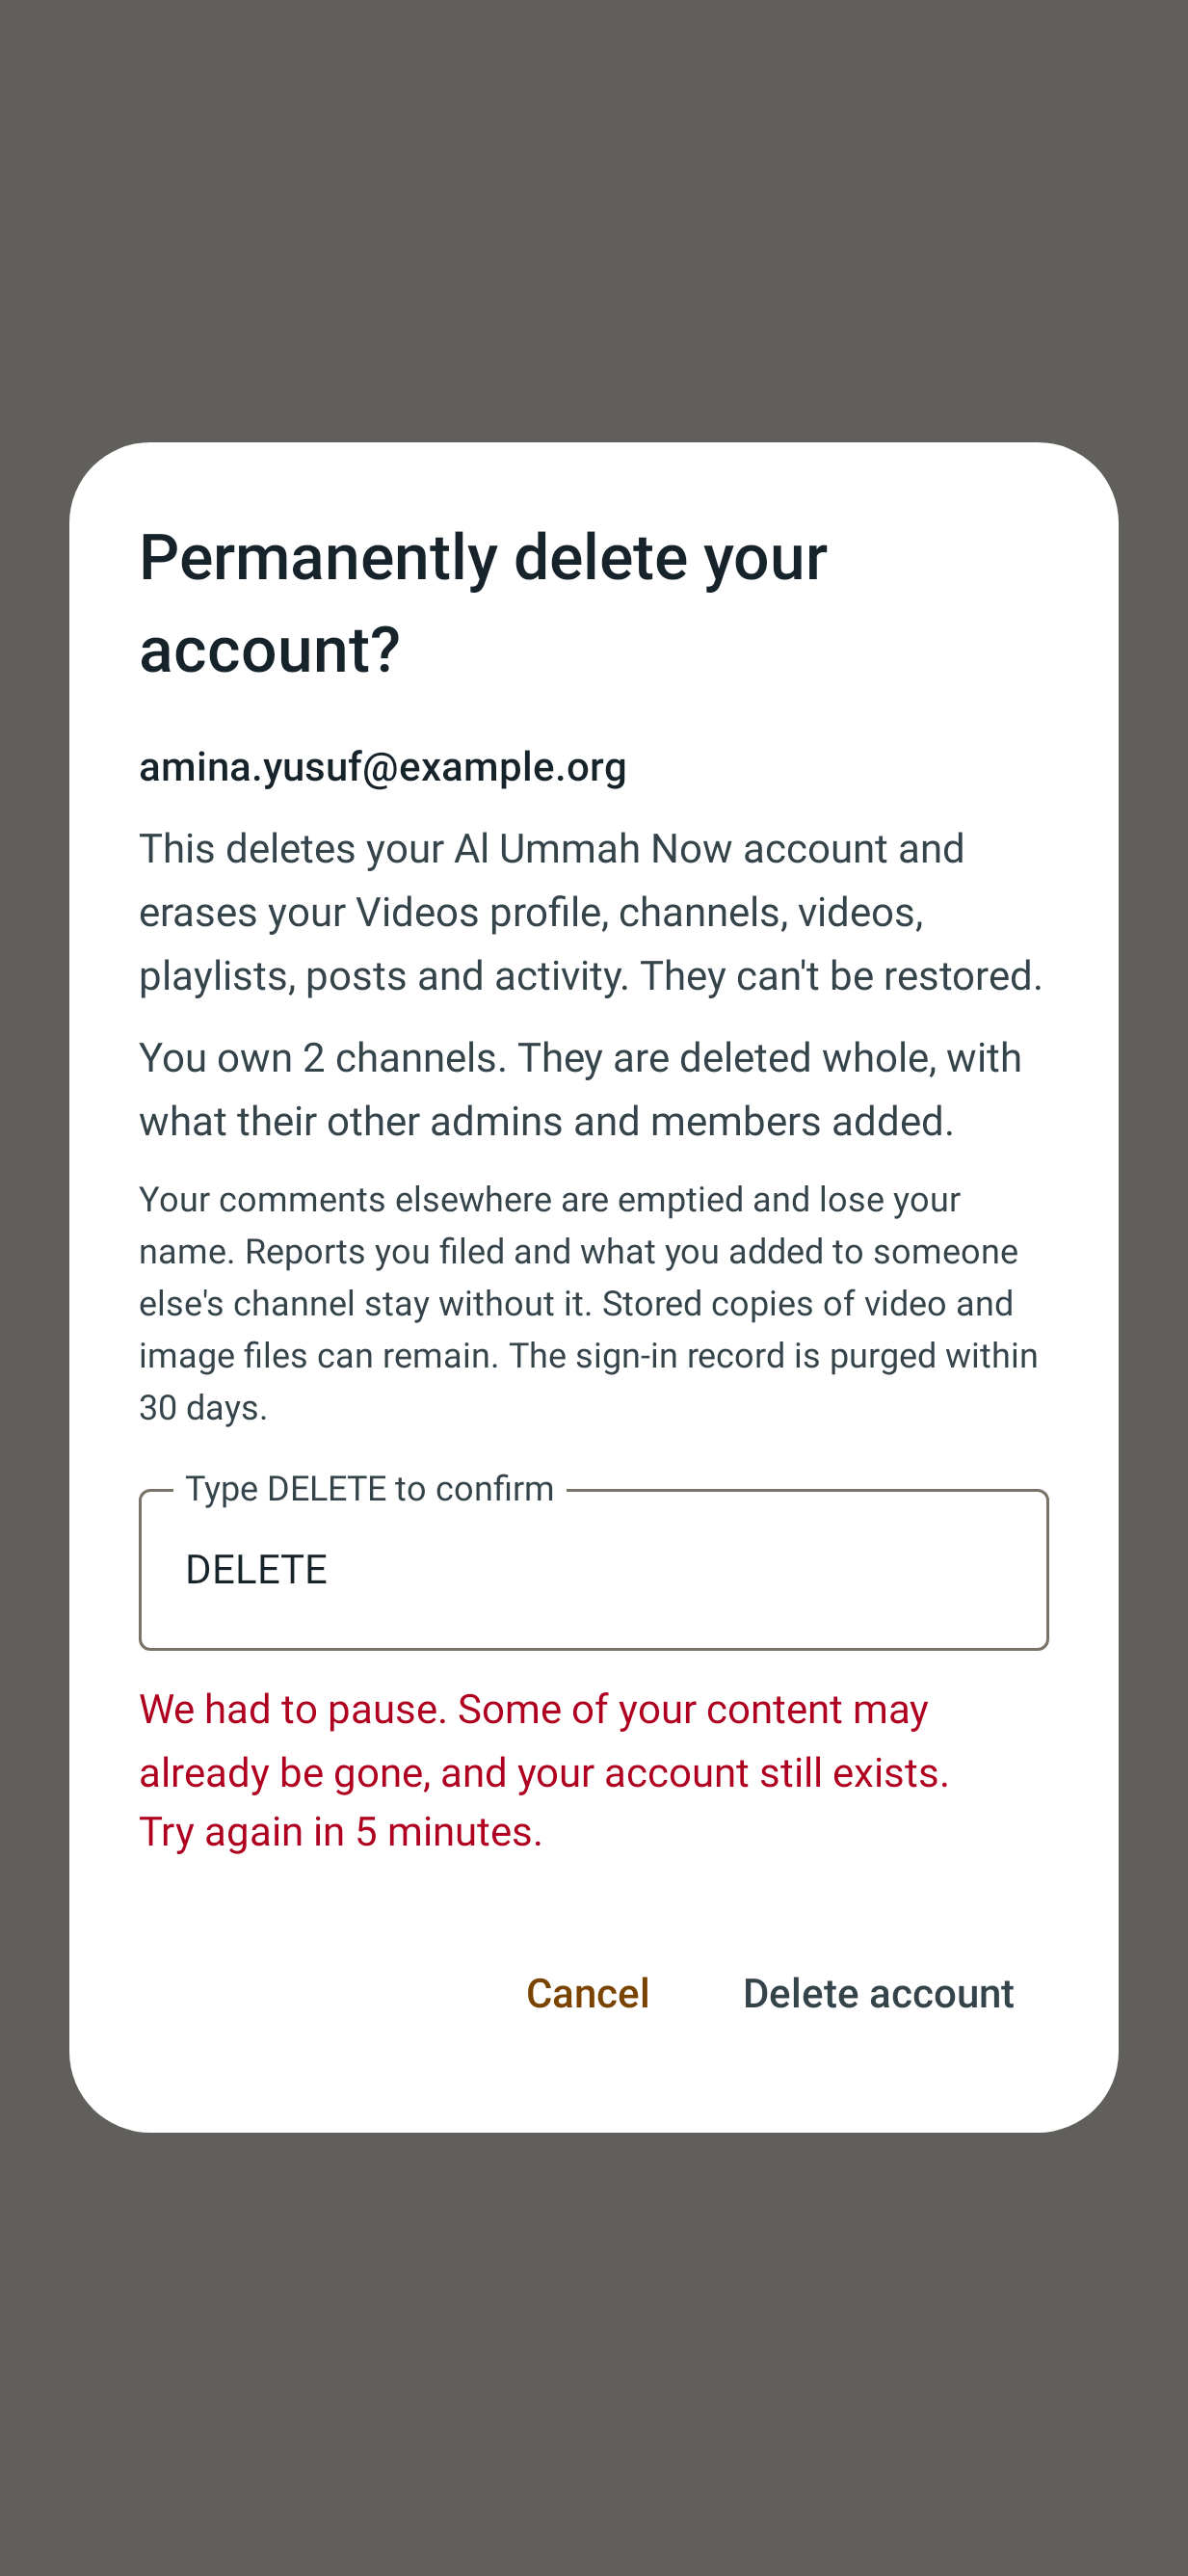 Permanently delete your
account?
amina.yusuf@example.org
This deletes your Al Ummah Now account and
erases your Videos profile, channels, videos,
playlists, posts and activity. They can't be restored.
You own 2 channels. They are deleted whole, with
what their other admins and members added.
Your comments elsewhere are emptied and lose your
name. Reports you filed and what you added to someone
else's channel stay without it. Stored copies of video and
image files can remain. The sign-in record is purged within
30 days.
Type DELETE to confirm
DELETE
We had to pause. Some of your content may
already be gone, and your account still exists.
Try again in 5 minutes.
Cancel
Delete account